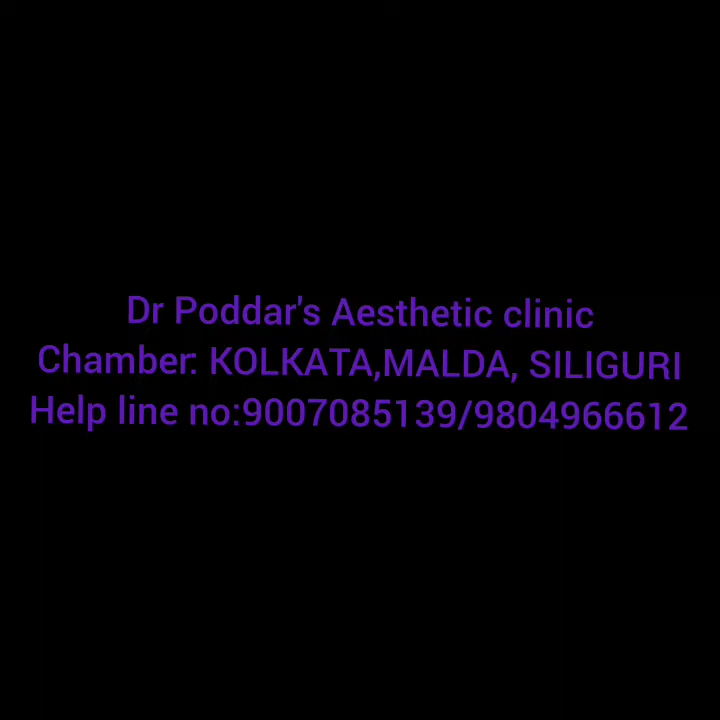 Dr Poddar's Aesthetic clinic
Chamber: KOLKATA,MALDA, SILIGURI
Help line no:9007085139/9804966612